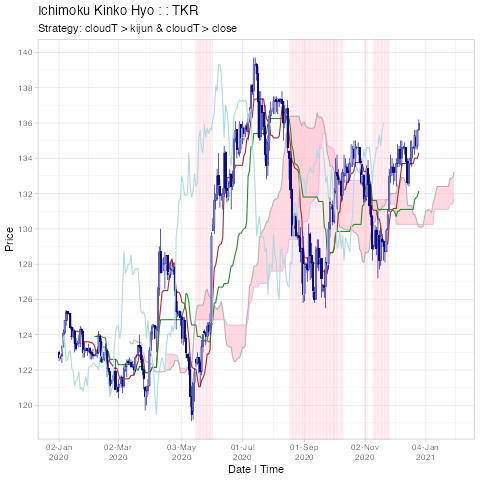 Ichimoku Kinko Hyo : : TKR
Strategy: cloudT > kijun & cloudT > close
140
138
136
134
132
130
128
126
124
122
120
Price
02-Jan 02-Mar 03-May 01-Jul 01-Sep 02-Nov 04-Jan
2020 2020 2020 2020 2020 2020 2021
Date | Time